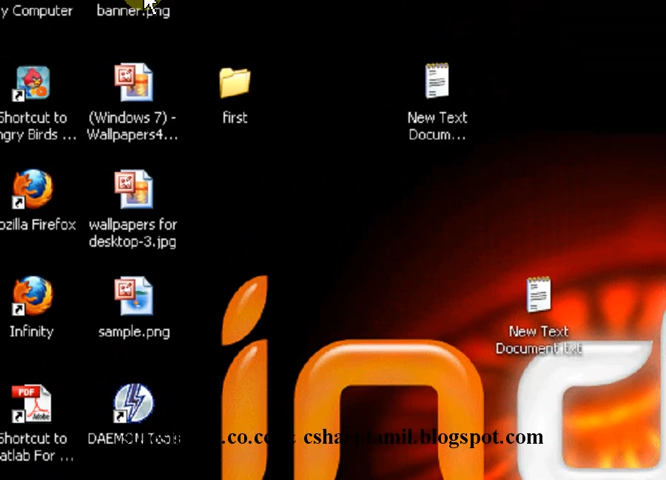 y Computer
banner.png
Shortcut to
ngry Birds ...
(Windows 7) -
Wallpapers4...
first
New Text
Docum...
ozilla Firefox
wallpapers for
desktop-3.jpg
Infinity
sample.png
New Text
Document.txt
Shortcut to
atlab For ...
DAEMON Tools
.co.cc
csharptamil.blogspot.com
in